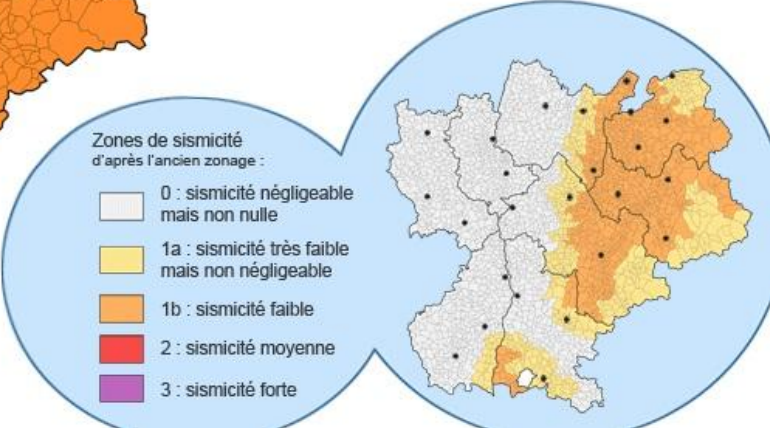 Zones de sismicité
d'après l'ancien zonage :
0 : sismicité négligeable
mais non nulle
1a : sismicité très faible
mais non négligeable
1b : sismicité faible
2 : sismicité moyenne
3 : sismicité forte